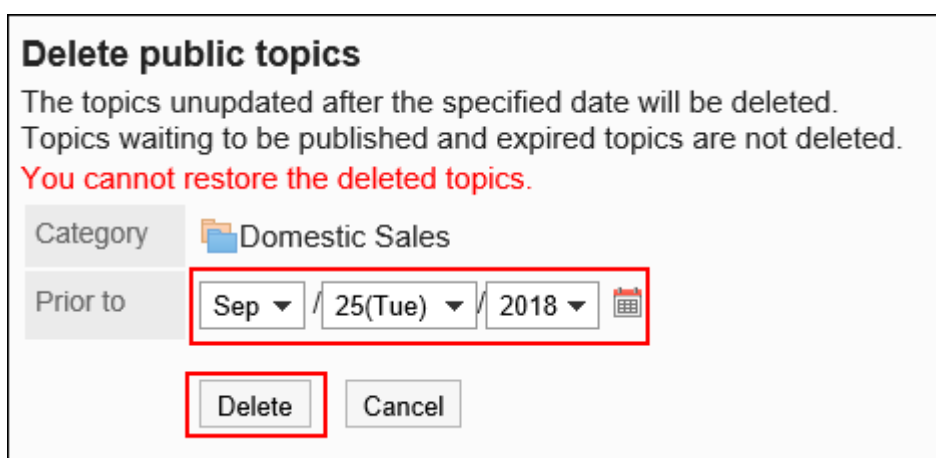 Delete public topics
The topics unupdated after the specified date will be deleted.
Topics waiting to be published and expired topics are not deleted.
You cannot restore the deleted topics.
Category Domestic Sales
Prior to Sep / 25(Tue) / 2018
Delete Cancel